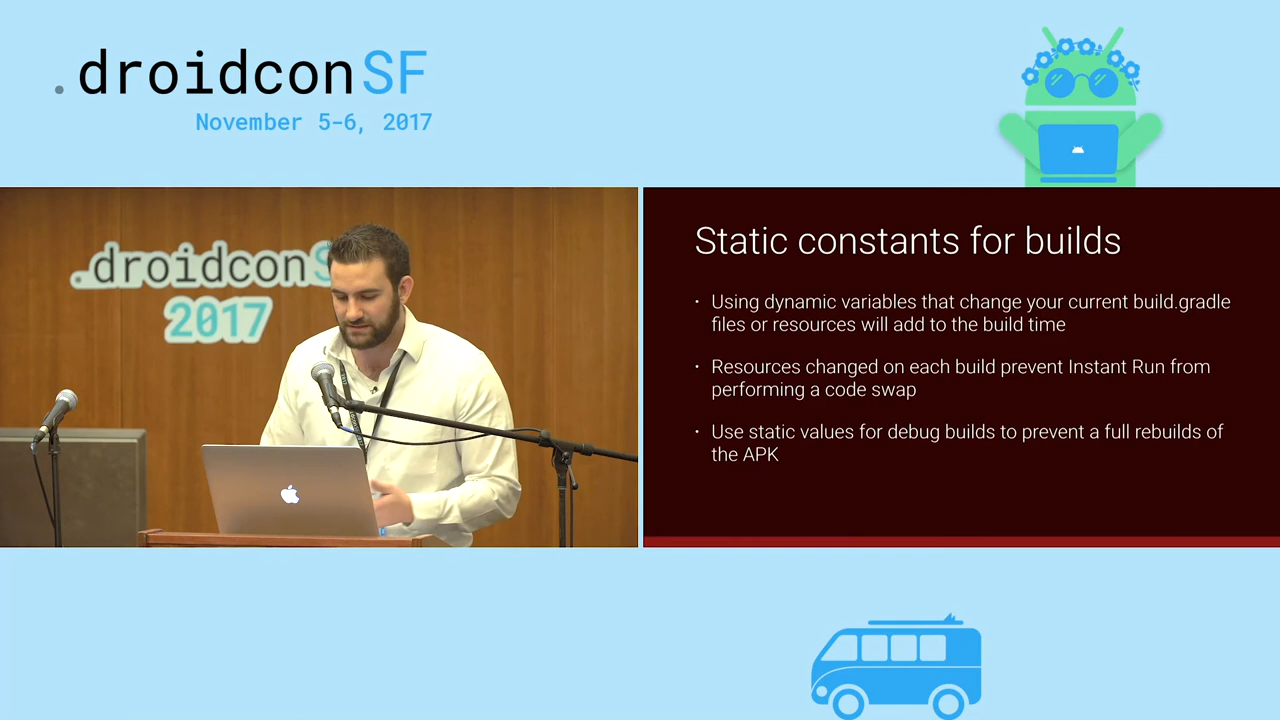 .droidconSF
November 5-6, 2017
.droidconS
2017
Static constants for builds
• Using dynamic variables that change your current build.gradle
files or resources will add to the build time
• Resources changed on each build prevent Instant Run from
performing a code swap
• Use static values for debug builds to prevent a full rebuilds of
the APK